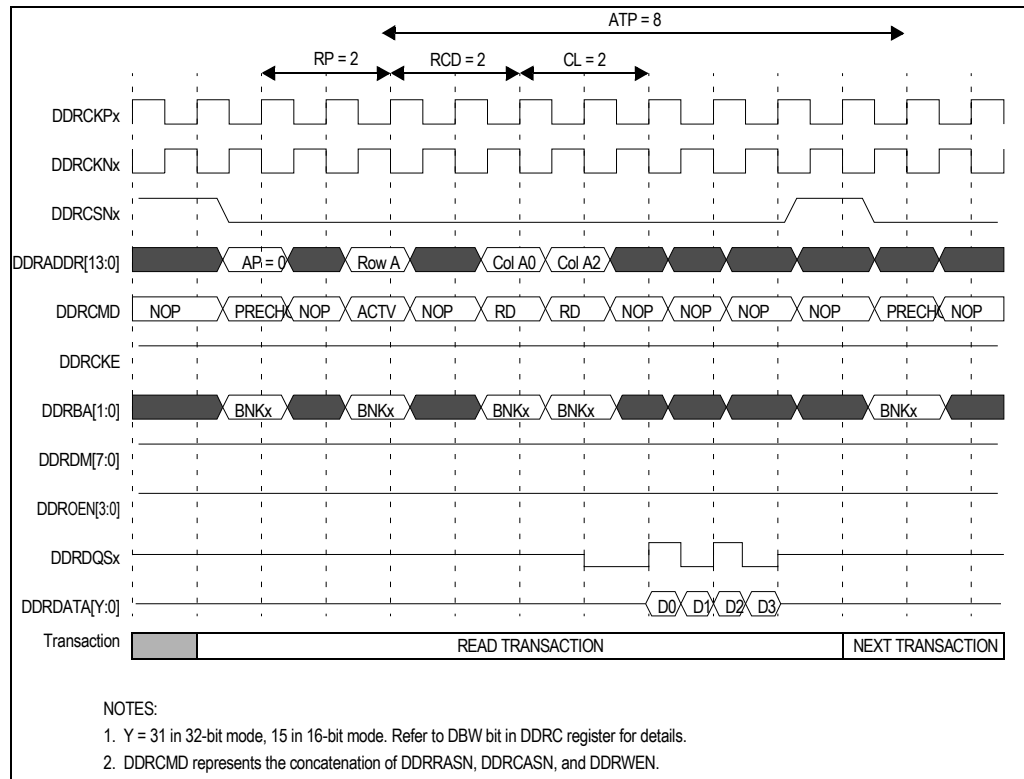 ATP = 8
RP = 2 RCD = 2 CL = 2
DDRCKPx
DDRCKNx
DDRCSNx
DDRADDR[13:0] AP = 0 Row A Col A0 Col A2
DDRCMD NOP PRECHG NOP ACTV NOP RD RD NOP NOP NOP NOP PRECHG NOP
DDRCKE
DDRBA[1:0] BNKx BNKx BNKx BNKx BNKx
DDRDM[7:0]
DDROEN[3:0]
DDRDQSx
DDRDATA[Y:0] D0 D1 D2 D3
Transaction READ TRANSACTION NEXT TRANSACTION
NOTES:
1. Y = 31 in 32-bit mode, 15 in 16-bit mode. Refer to DBW bit in DDRC register for details.
2. DDRCMD represents the concatenation of DDRRASN, DDRCASN, and DDRWEN.